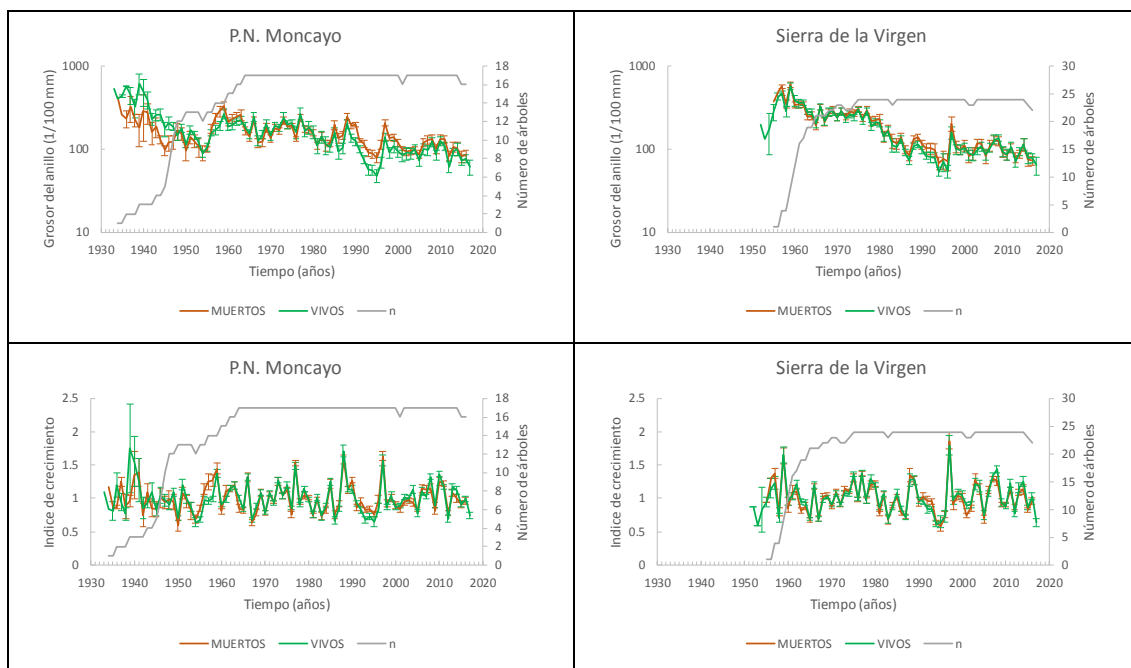 P.N. Moncayo
Grosor del anillo (1/100 mm)
1000
100
10
18
16
14
12
10
8
6
4
2
0
Número de árboles
1930 1940 1950 1960 1970 1980 1990 2000 2010 2020
Tiempo (años)
MUERTOS VIVOS n
Sierra de la Virgen
Grosor del anillo (1/100 mm)
1000
100
10
30
25
20
15
10
5
0
Número de árboles
1930 1940 1950 1960 1970 1980 1990 2000 2010 2020
Tiempo (años)
MUERTOS VIVOS n
P.N. Moncayo
Indice de crecimiento
2.5
2
1.5
1
0.5
0
18
16
14
12
10
8
6
4
2
0
Número de árboles
1930 1940 1950 1960 1970 1980 1990 2000 2010 2020
Tiempo (años)
MUERTOS VIVOS n
Sierra de la Virgen
Indice de crecimiento
2.5
2
1.5
1
0.5
0
30
25
20
15
10
5
0
Número de árboles
1930 1940 1950 1960 1970 1980 1990 2000 2010 2020
Tiempo (años)
MUERTOS VIVOS n